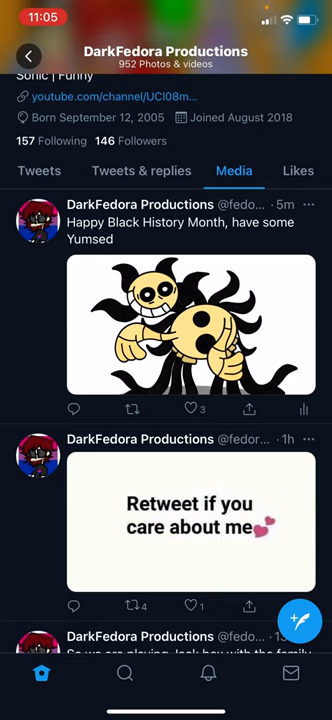 11:05
DarkFedora Productions
952 Photos & videos
Sonic | Funny
youtube.com/channel/UCI08m...
Born September 12, 2005 Joined August 2018
157 Following 146 Followers
Tweets Tweets & replies Media Likes
DarkFedora Productions @fedo... · 5m
Happy Black History Month, have some
Yumsed
3
DarkFedora Productions @fedor... · 1h
Retweet if you
care about me💕
4 1
DarkFedora Productions @fedo...
So we are playing
with the family